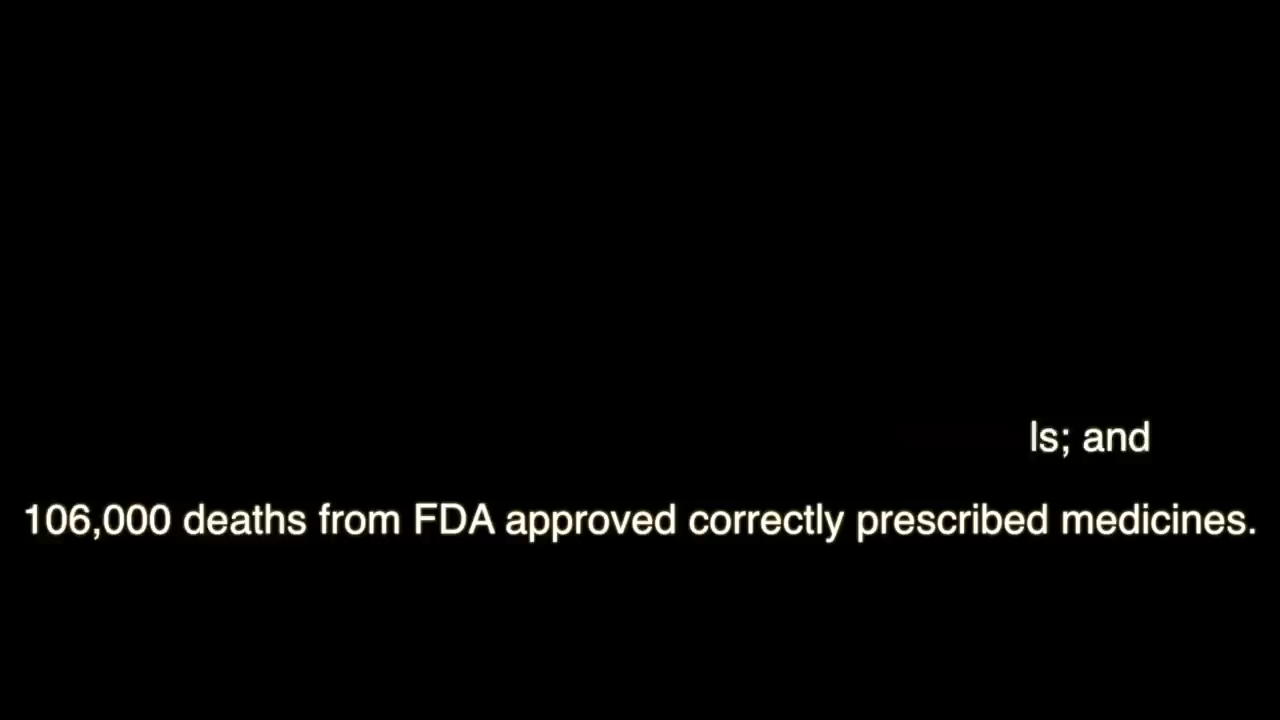 ls; and
106,000 deaths from FDA approved correctly prescribed medicines.